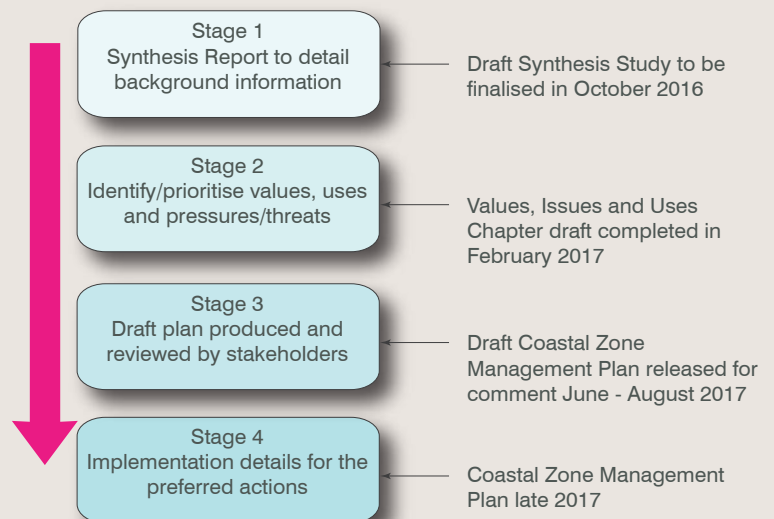 Stage 1
Synthesis Report to detail
background information
Draft Synthesis Study to be
finalised in October 2016
Stage 2
Identify/prioritise values, uses
and pressures/threats
Values, Issues and Uses
Chapter draft completed in
February 2017
Stage 3
Draft plan produced and
reviewed by stakeholders
Draft Coastal Zone
Management Plan released for
comment June - August 2017
Stage 4
Implementation details for the
preferred actions
Coastal Zone Management
Plan late 2017